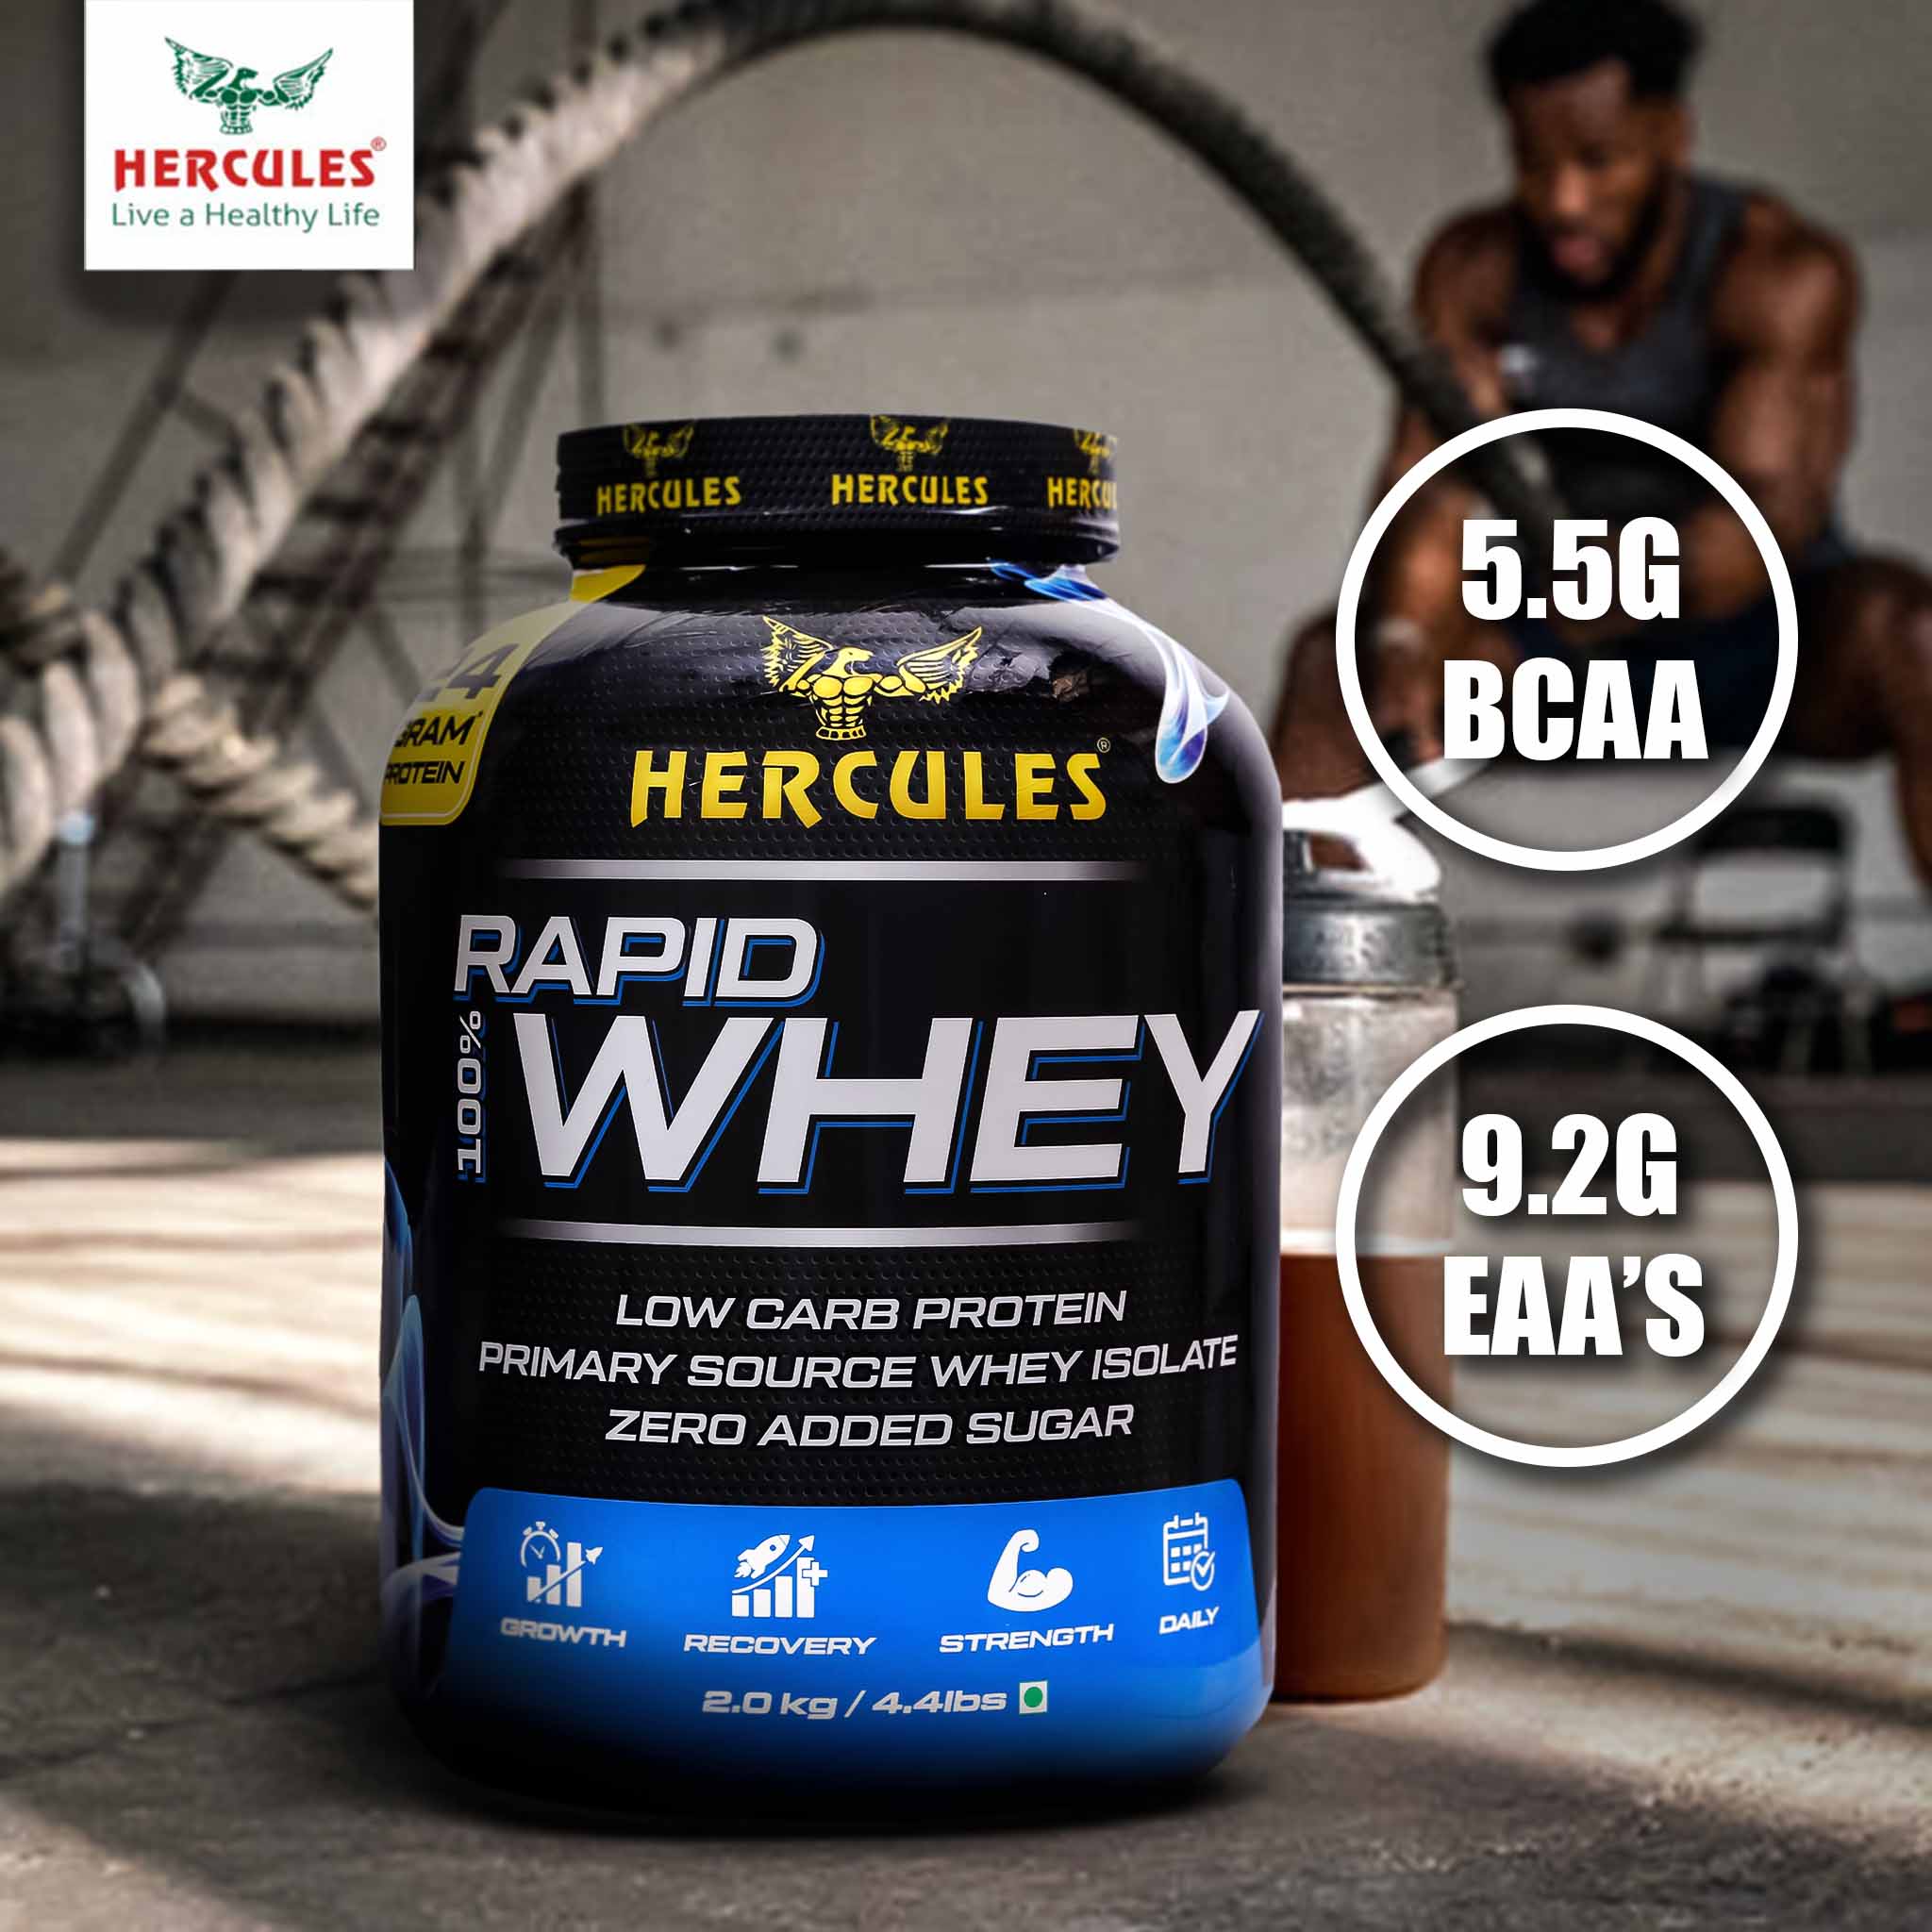 HERCULES®
Live a Healthy Life
HERCULES HERCULES
24
GRAM*
PROTEIN
HERCULES®
RAPID
100% WHEY
LOW CARB PROTEIN
PRIMARY SOURCE WHEY ISOLATE
ZERO ADDED SUGAR
GROWTH RECOVERY STRENGTH DAILY
2.0 kg / 4.4lbs
5.5G
BCAA
9.2G
EAA'S